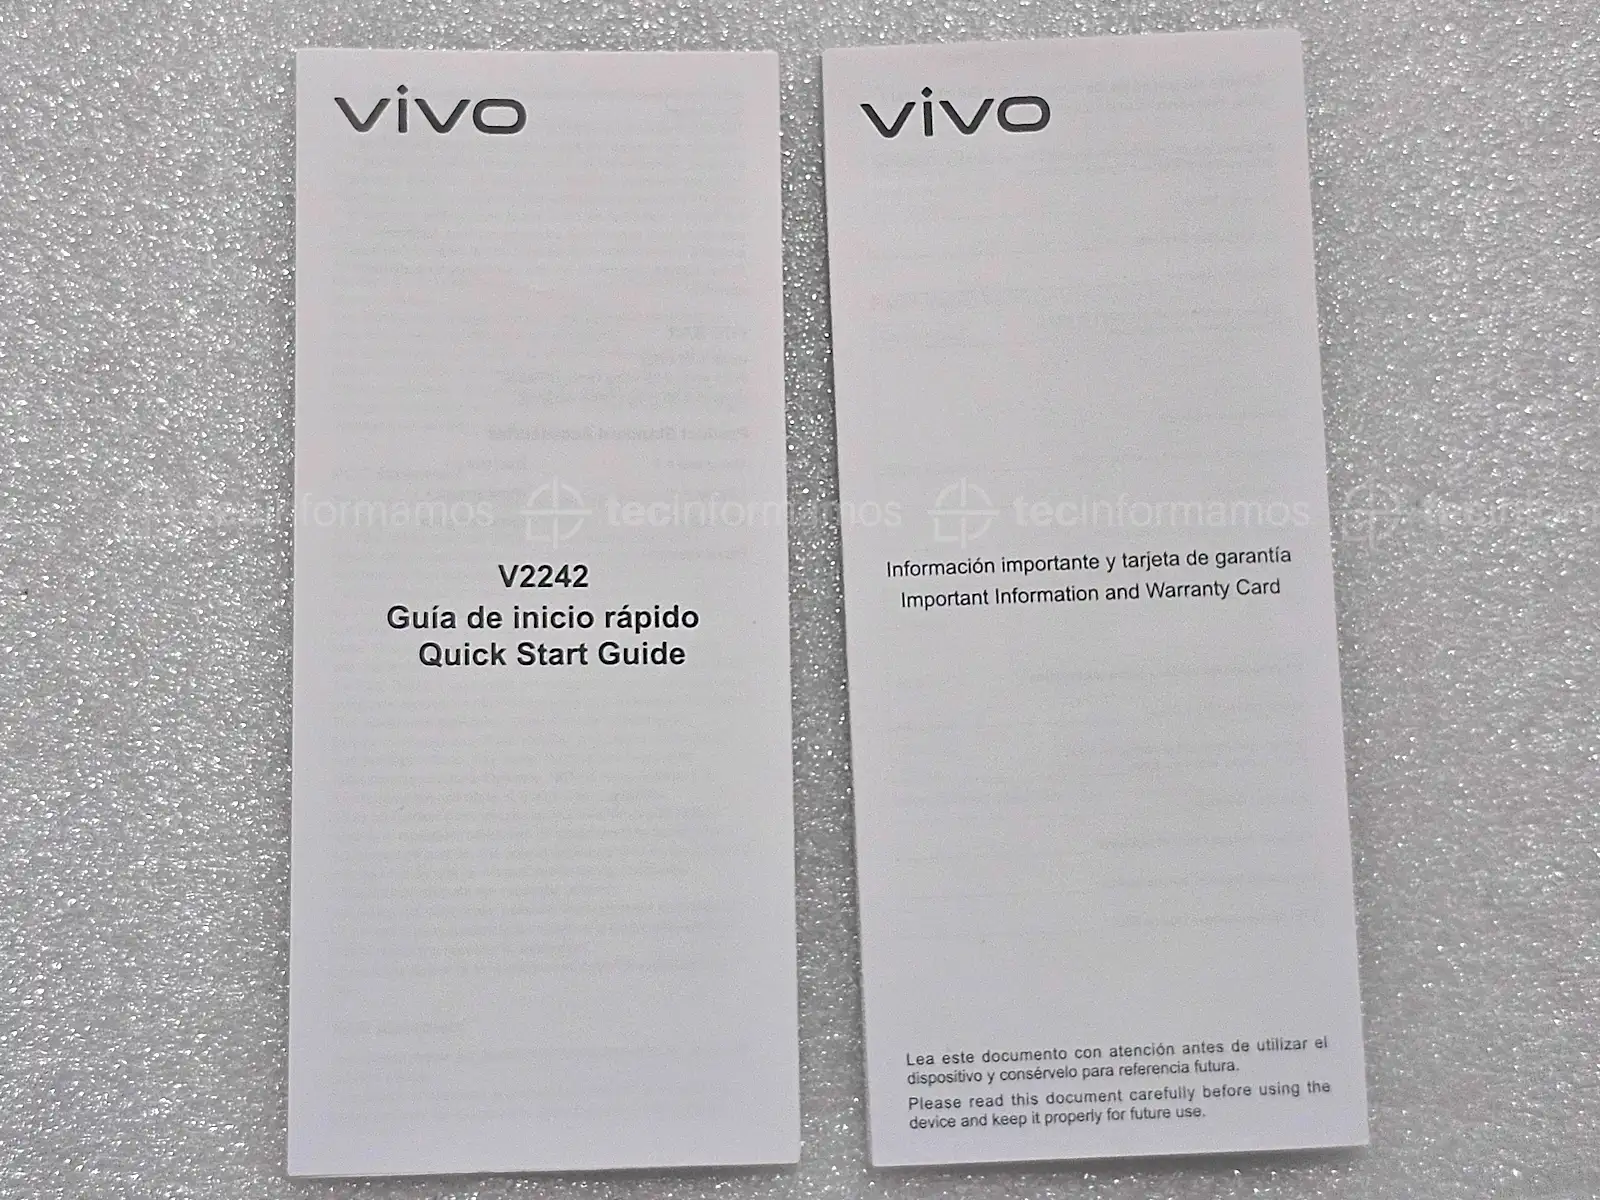 vivo
V2242
Guía de inicio rápido
Quick Start Guide
vivo
Información importante y tarjeta de garantía
Important Information and Warranty Card
Lea este documento con atención antes de utilizar el
dispositivo y consérvelo para referencia futura.
Please read this document carefully before using the
device and keep it properly for future use.
tecinformamos tecinformamos tecinformamos